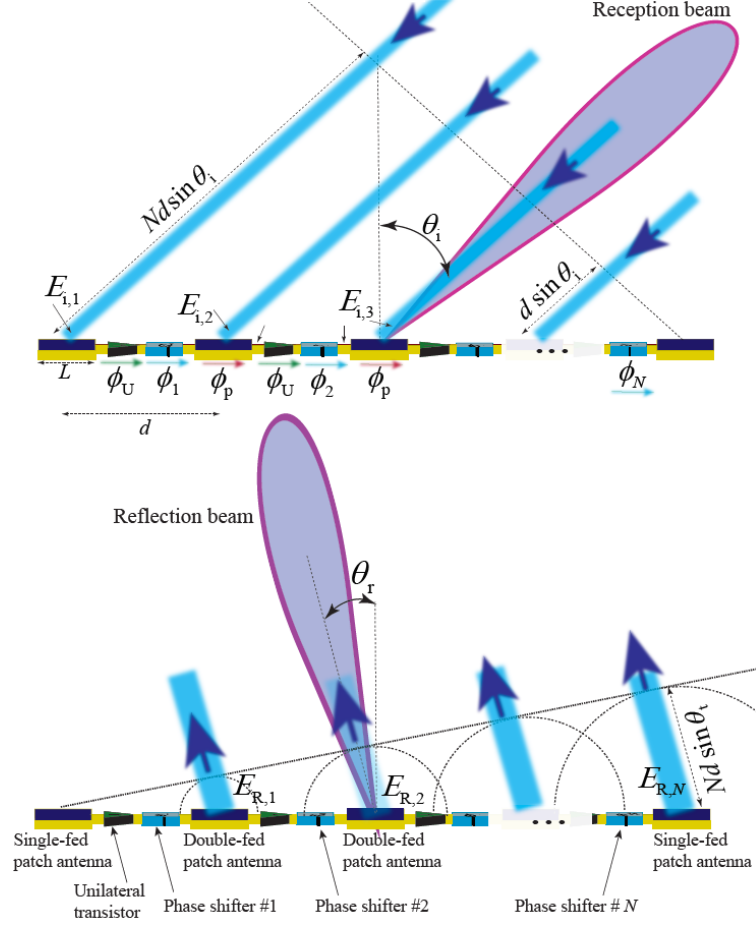 Reception beam
Nd sin θi
θi
d sin θi
Ei,1
Ei,2
Ei,3
L
ϕU
ϕ1
ϕp
ϕU
ϕ2
ϕp
ϕN
d
Reflection beam
θr
Nd sin θt
ER,1
ER,2
ER,N
Single-fed
patch antenna
Double-fed
patch antenna
Double-fed
patch antenna
Single-fed
patch antenna
Unilateral
transistor
Phase shifter #1
Phase shifter #2
Phase shifter # N